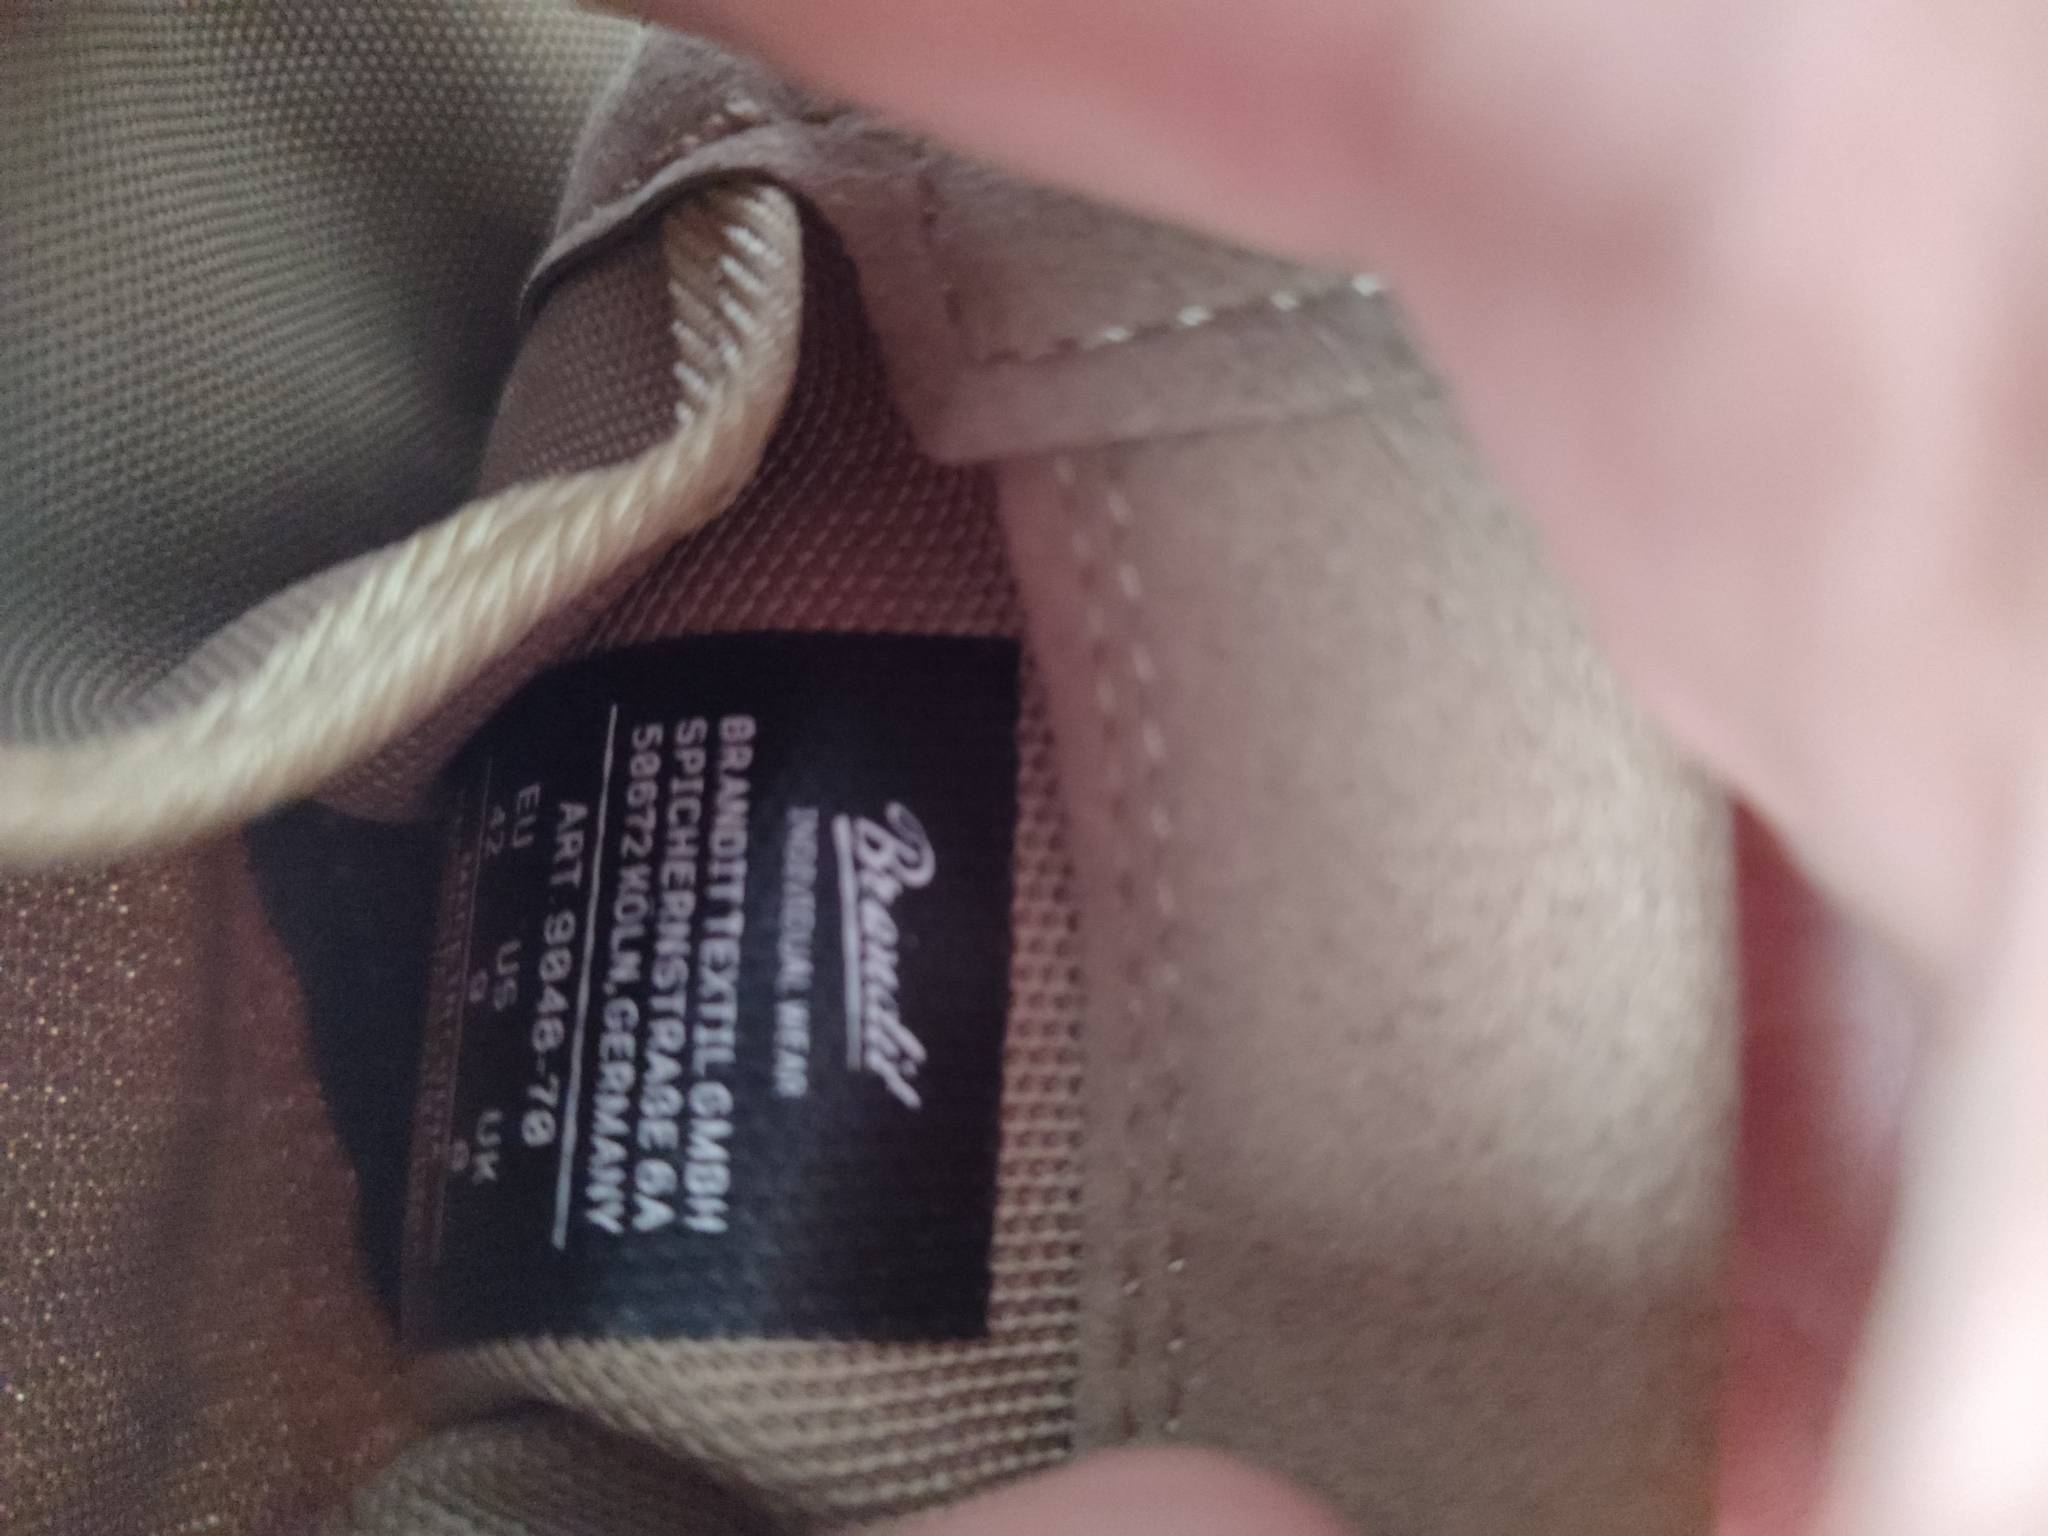 Brandit
INDIVIDUAL WEAR
BRANDIT TEXTIL GMBH
SPICHERNSTRAßE 6A
50672 KÖLN, GERMANY
ART. 9048-70
EU US UK
42 9 8